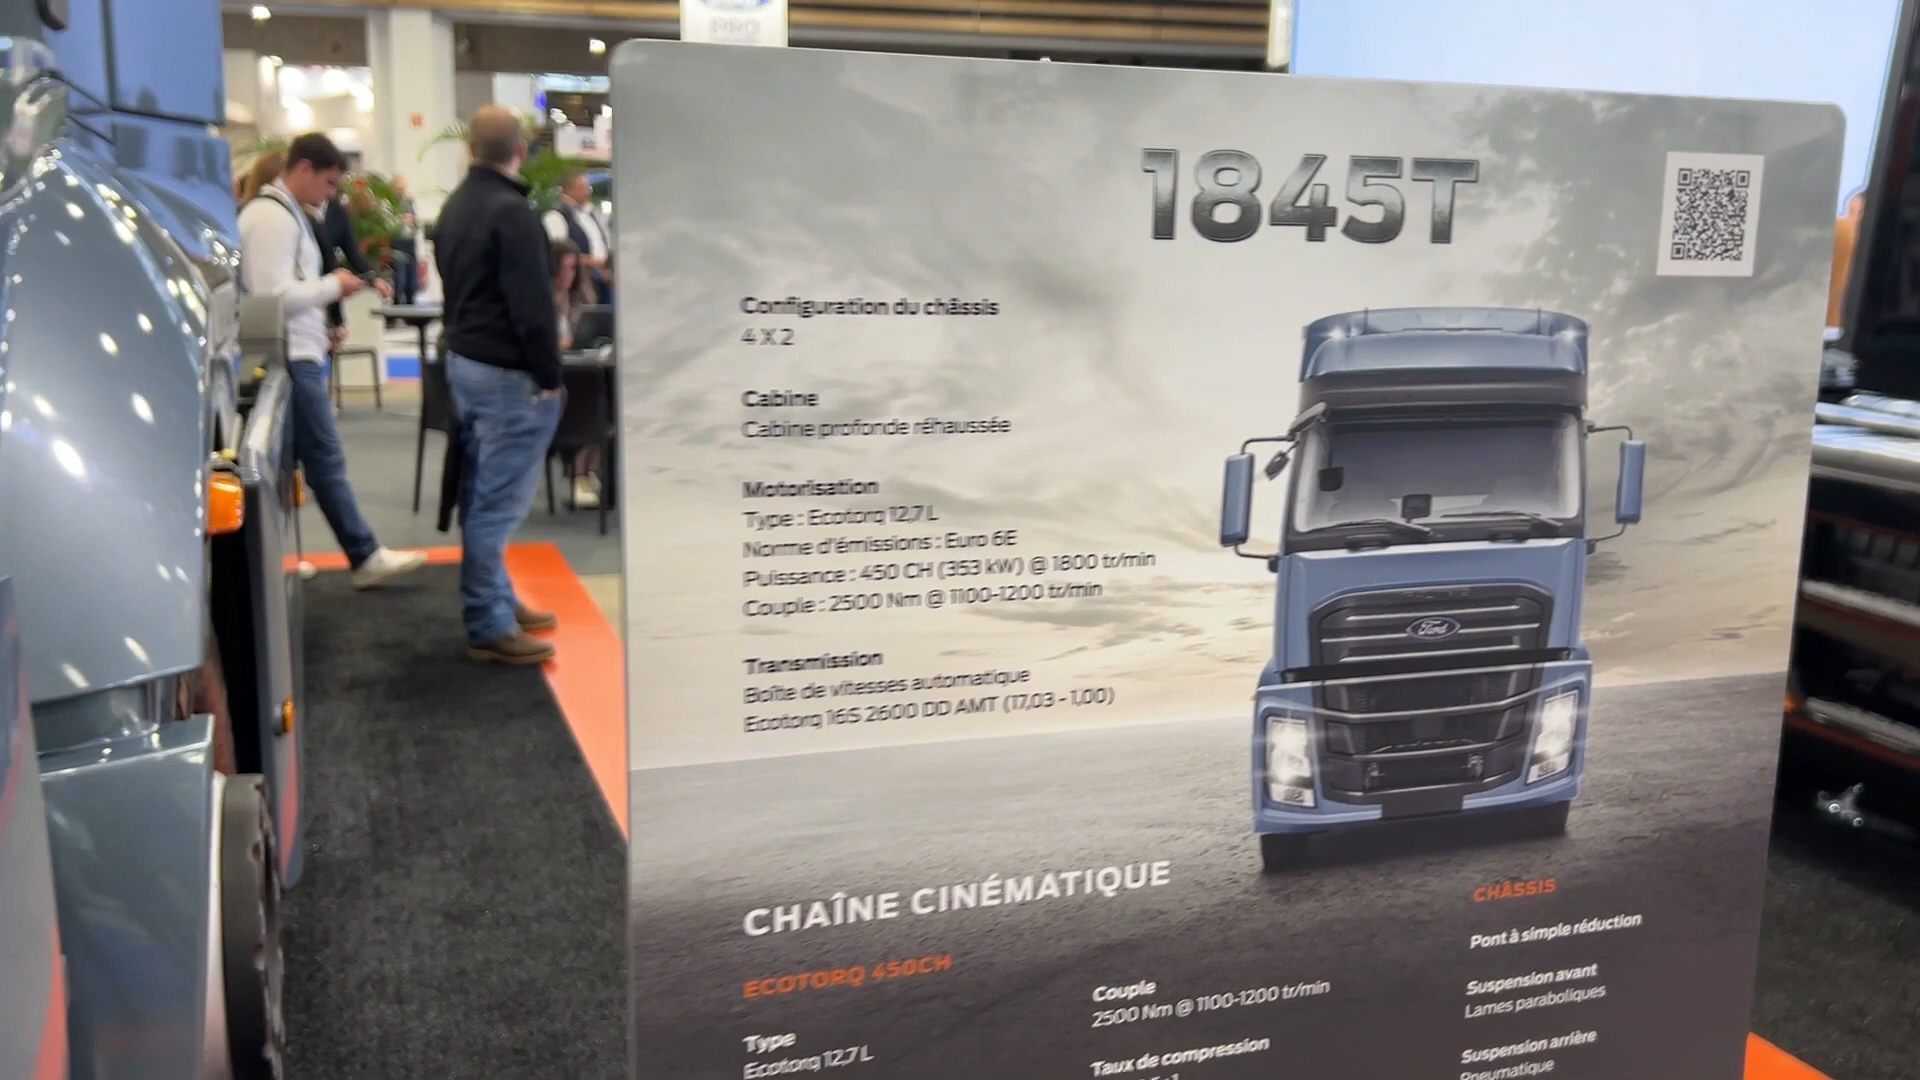 1845T
Configuration du châssis
4 X 2
Cabine
Cabine profonde réhaussée
Motorisation
Type : Ecotorq 12,7 L
Norme d'émissions : Euro 6E
Puissance : 450 CH (353 kW) @ 1800 tr/min
Couple : 2500 Nm @ 1100-1200 tr/min
Transmission
Boîte de vitesses automatique
Ecotorq 16S 2600 DD AMT (17,03 - 1,00)
Ford
CHAÎNE CINÉMATIQUE
ECOTORQ 450CH
Type
Ecotorq 12,7 L
Couple
2500 Nm @ 1100-1200 tr/min
Taux de compression
CHÂSSIS
Pont à simple réduction
Suspension avant
Lames paraboliques
Suspension arrière
Pneumatique